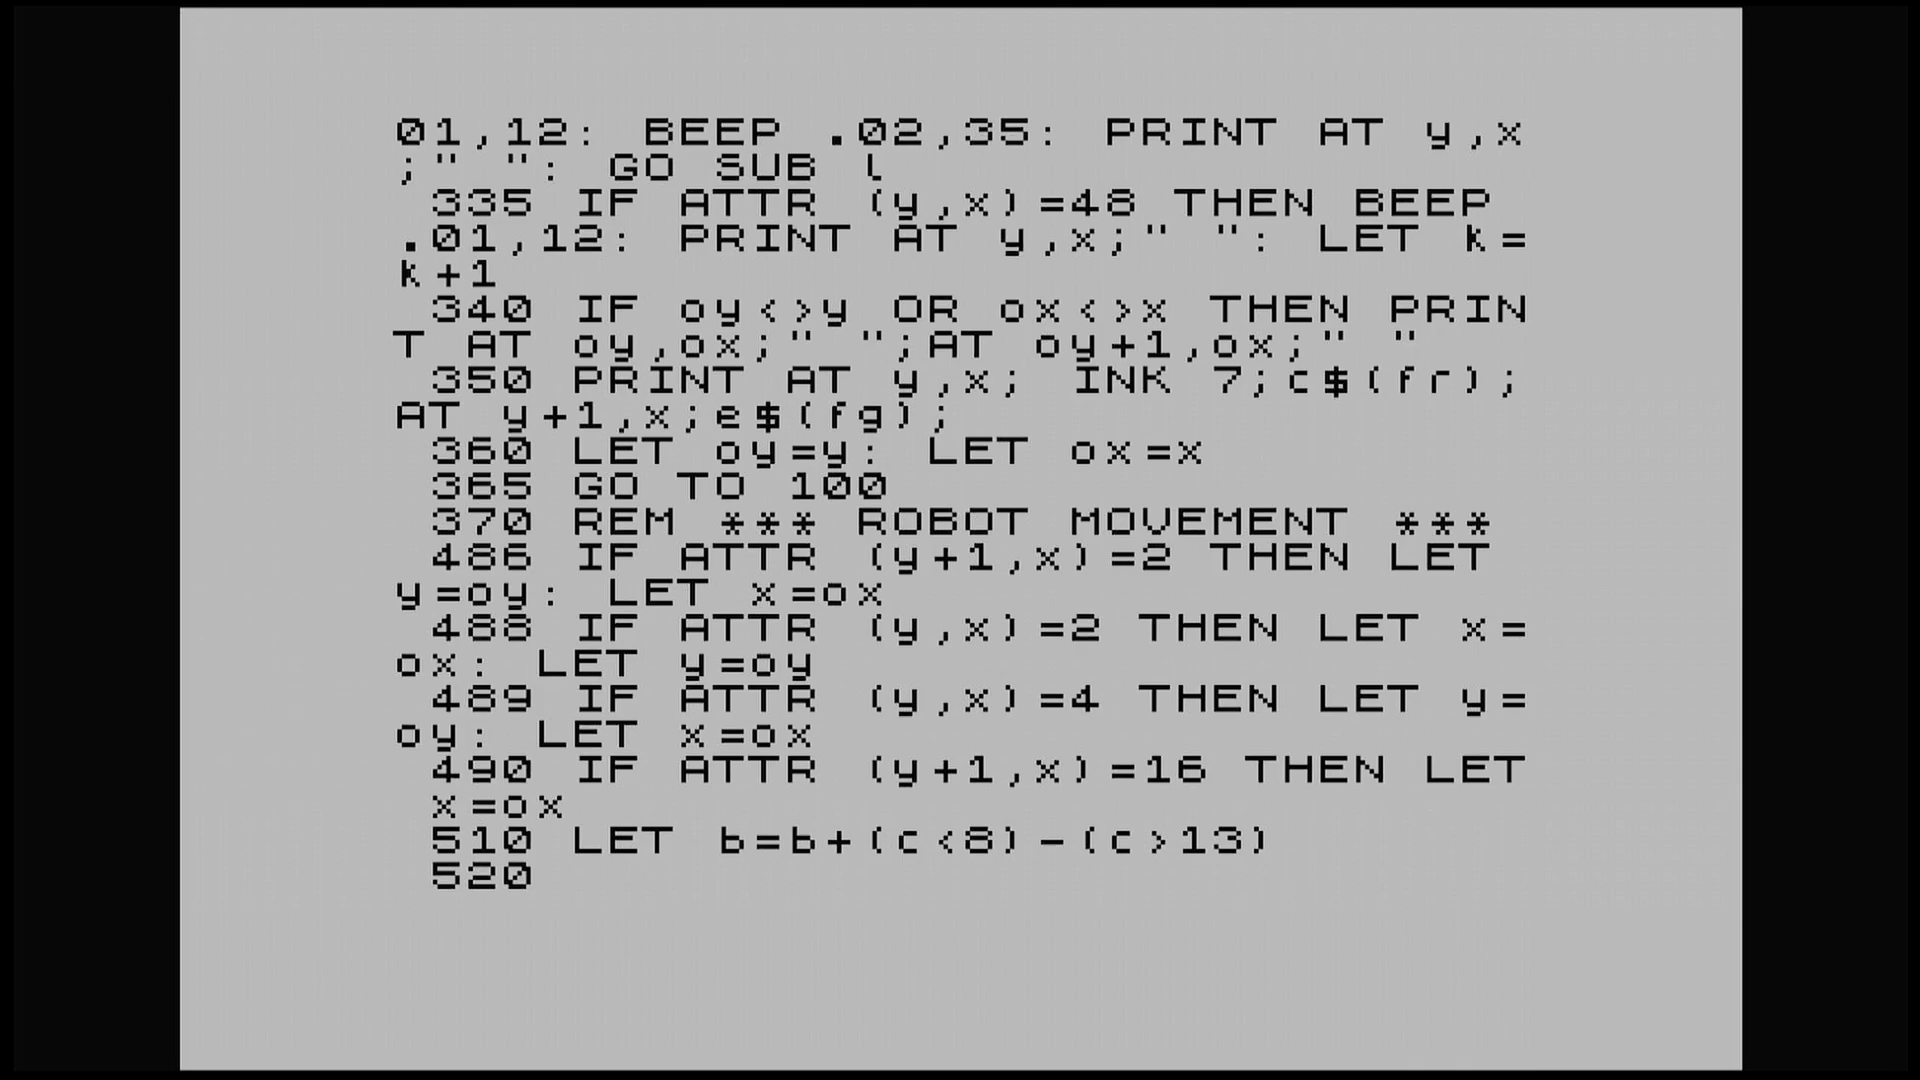 01,12: BEEP .02,35: PRINT AT y,x
;" ": GO SUB l
335 IF ATTR (y,x)=48 THEN BEEP
.01,12: PRINT AT y,x;" ": LET k=
k+1
340 IF oy<>y OR ox<>x THEN PRIN
T AT oy,ox;" ";AT oy+1,ox;" "
350 PRINT AT y,x; INK 7;c$(fr);
AT y+1,x;e$(fg);
360 LET oy=y: LET ox=x
365 GO TO 100
370 REM *** ROBOT MOVEMENT ***
486 IF ATTR (y+1,x)=2 THEN LET
y=oy: LET x=ox
488 IF ATTR (y,x)=2 THEN LET x=
ox: LET y=oy
489 IF ATTR (y,x)=4 THEN LET y=
oy: LET x=ox
490 IF ATTR (y+1,x)=16 THEN LET
x=ox
510 LET b=b+(c<8)-(c>13)
520